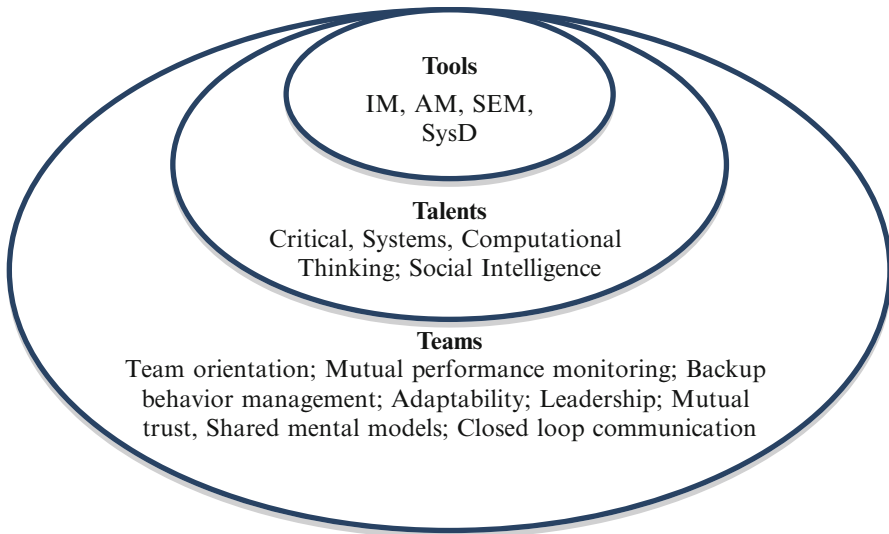 Tools
IM, AM, SEM,
SysD
Talents
Critical, Systems, Computational
Thinking; Social Intelligence
Teams
Team orientation; Mutual performance monitoring; Backup
behavior management; Adaptability; Leadership; Mutual
trust, Shared mental models; Closed loop communication